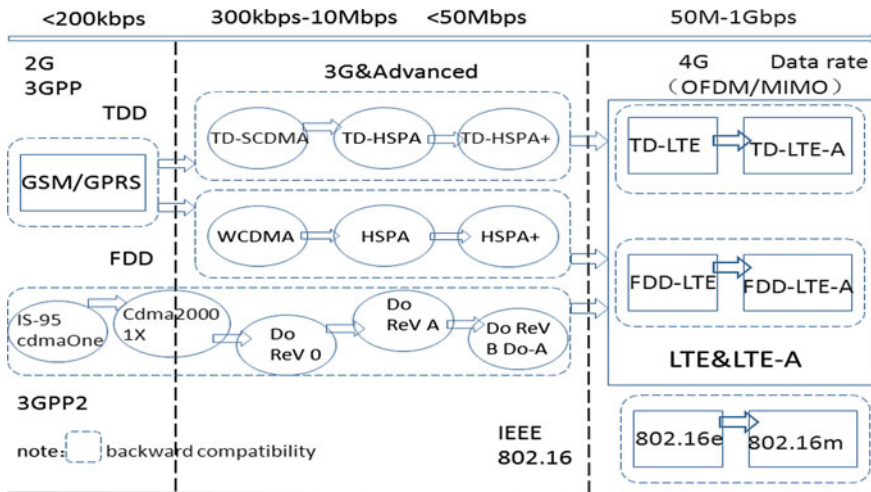 <200kbps 300kbps-10Mbps <50Mbps 50M-1Gbps
2G
3GPP
3G&Advanced
4G Data rate
（OFDM/MIMO）
TDD
TD-SCDMA TD-HSPA TD-HSPA+
TD-LTE TD-LTE-A
GSM/GPRS
WCDMA HSPA HSPA+
FDD
FDD-LTE FDD-LTE-A
IS-95
cdmaOne
Cdma2000
1X
Do
ReV 0
Do
ReV A
Do ReV
B Do-A
LTE&LTE-A
3GPP2
IEEE
802.16
802.16e 802.16m
note: backward compatibility